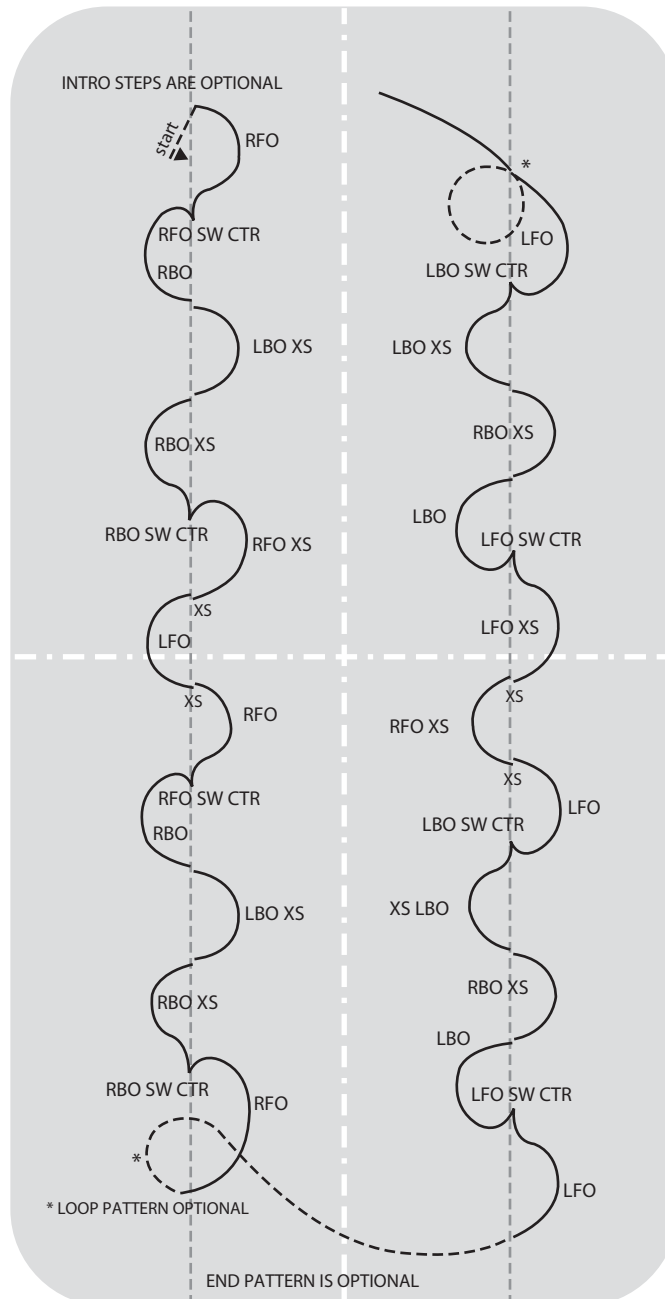 INTRO STEPS ARE OPTIONAL
start
RFO
RFO SW CTR
RBO
LBO XS
RBO XS
RBO SW CTR
RFO XS
XS
LFO
XS
RFO
RFO SW CTR
RBO
LBO XS
RBO XS
RBO SW CTR
RFO
*
* LOOP PATTERN OPTIONAL
END PATTERN IS OPTIONAL
*
LFO
LBO SW CTR
LBO XS
RBO XS
LBO
LFO SW CTR
LFO XS
XS
RFO XS
XS
LFO
LBO SW CTR
XS LBO
RBO XS
LBO
LFO SW CTR
LFO